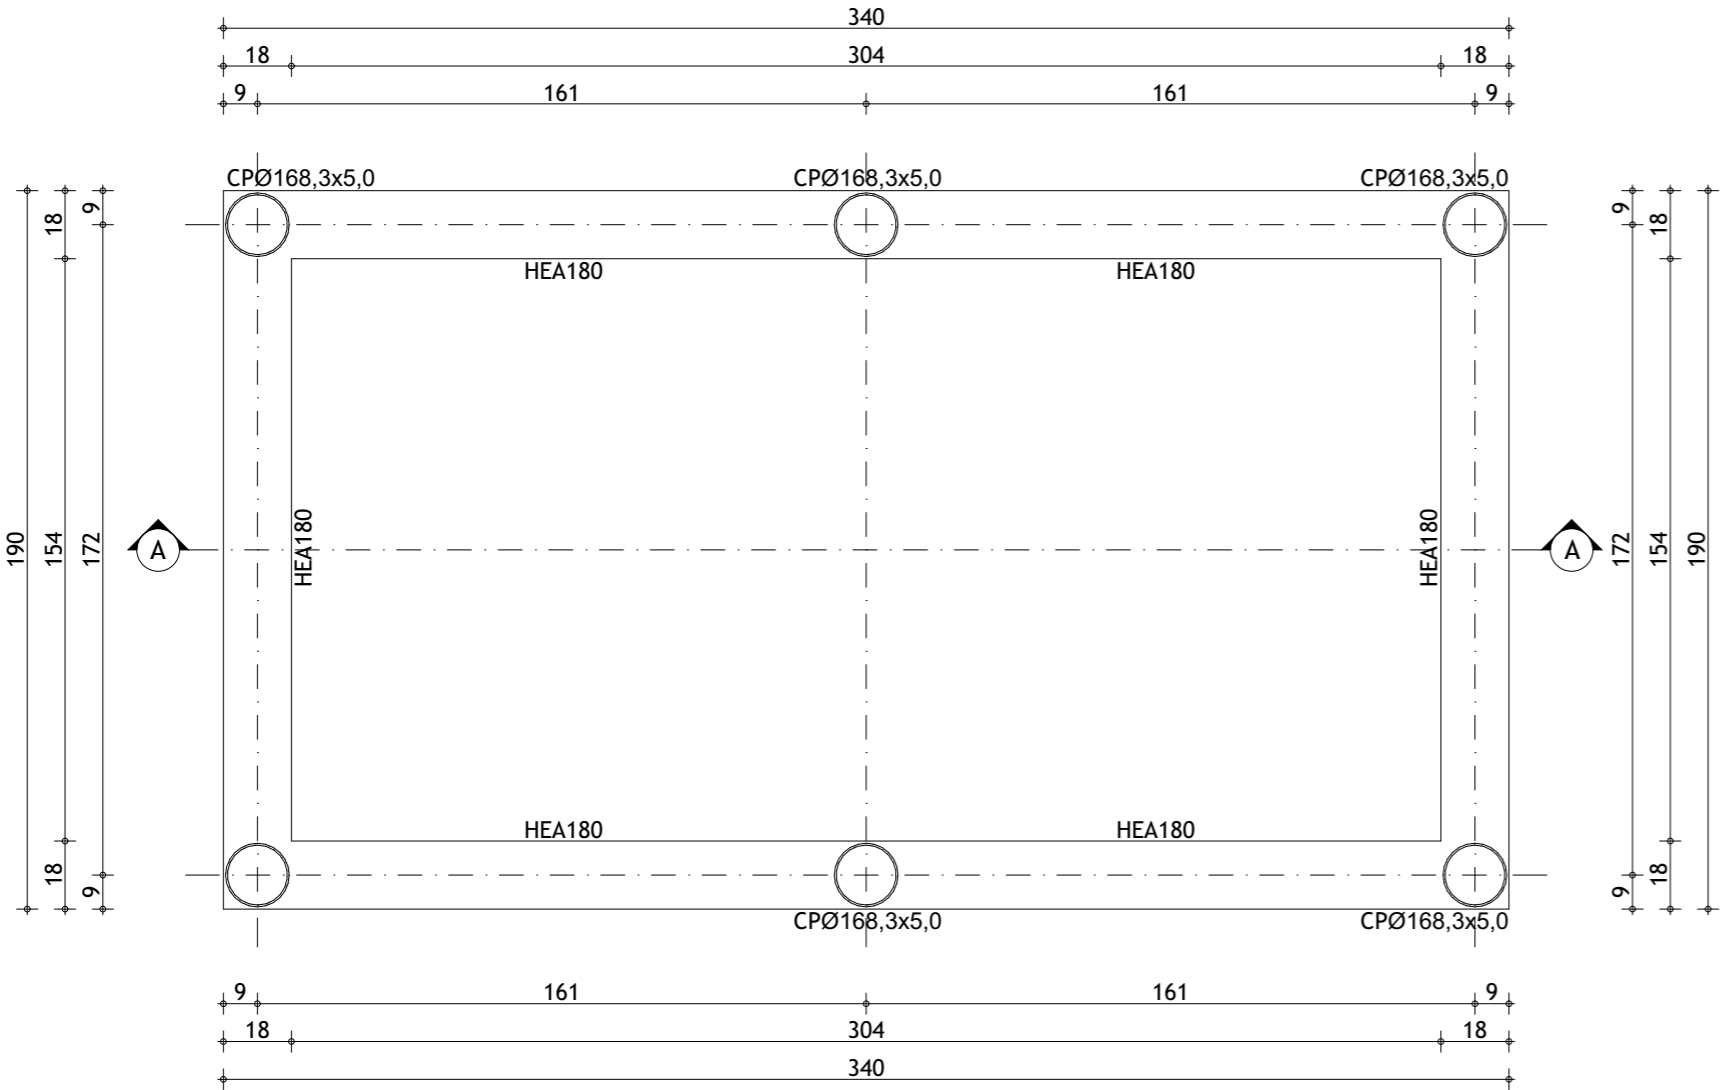 340
18 304 18
9 161 161 9
CPØ168,3x5,0 CPØ168,3x5,0 CPØ168,3x5,0
9 9
18 18
HEA180 HEA180
190 154 172 A HEA180 HEA180 A 172 154 190
HEA180 HEA180
18 18
9 9
CPØ168,3x5,0 CPØ168,3x5,0
9 161 161 9
18 304 18
340